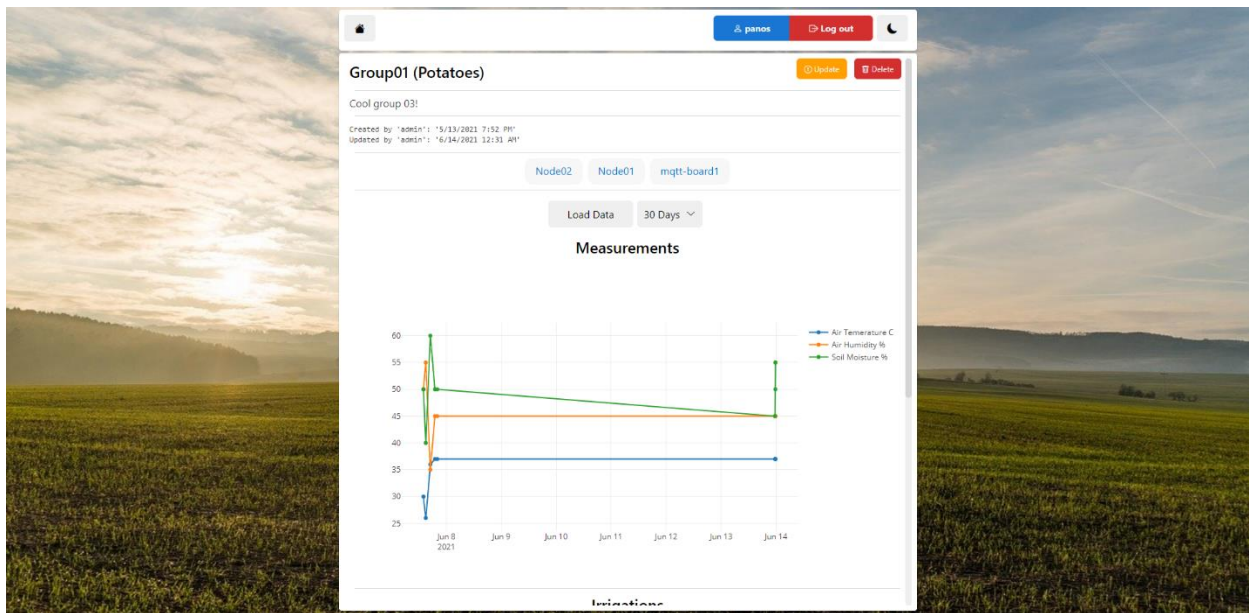 panos Log out
Group01 (Potatoes) Update Delete
Cool group 03!
Created by 'admin': '5/13/2021 7:52 PM'
Updated by 'admin': '6/14/2021 12:31 AM'
Node02 Node01 mqtt-board1
Load Data 30 Days
Measurements
60
55
50
45
40
35
30
25
Air Temerature C
Air Humidity %
Soil Moisture %
Jun 8 Jun 9 Jun 10 Jun 11 Jun 12 Jun 13 Jun 14
2021
Irrigations